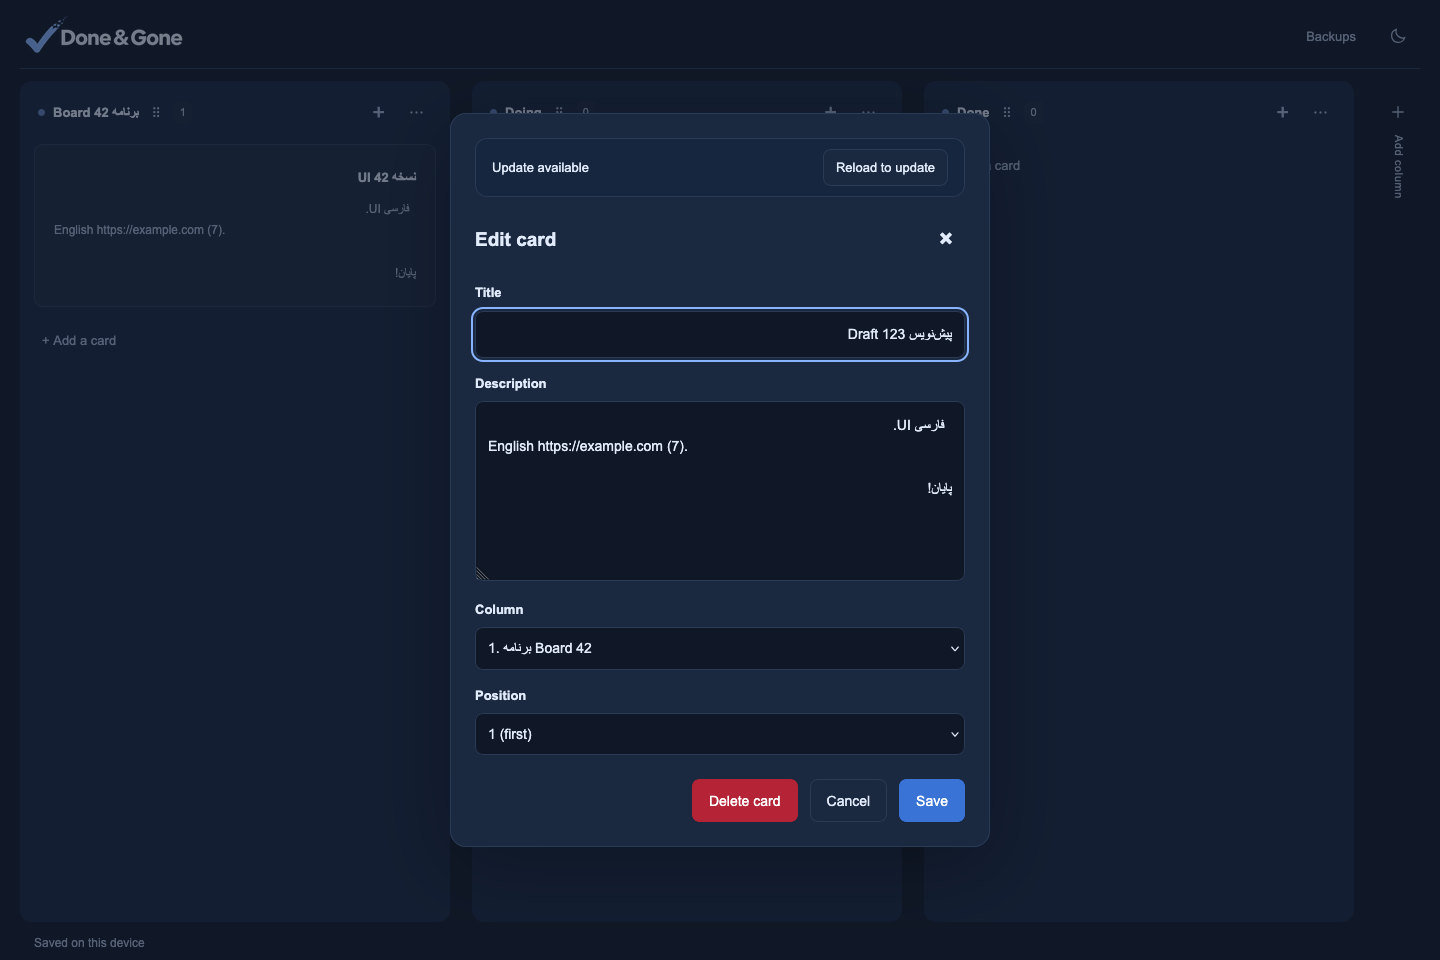 Done & Gone
Backups
برنامه Board 42
1
Doing
0
Done
0
Add column
نسخه UI 42
فارسی UI.
English https://example.com (7).
پایان!
+ Add a card
card
Update available
Reload to update
Edit card
Title
پیش‌نویس Draft 123
Description
فارسی UI.
English https://example.com (7).
پایان!
Column
1. برنامه Board 42
Position
1 (first)
Delete card
Cancel
Save
Saved on this device